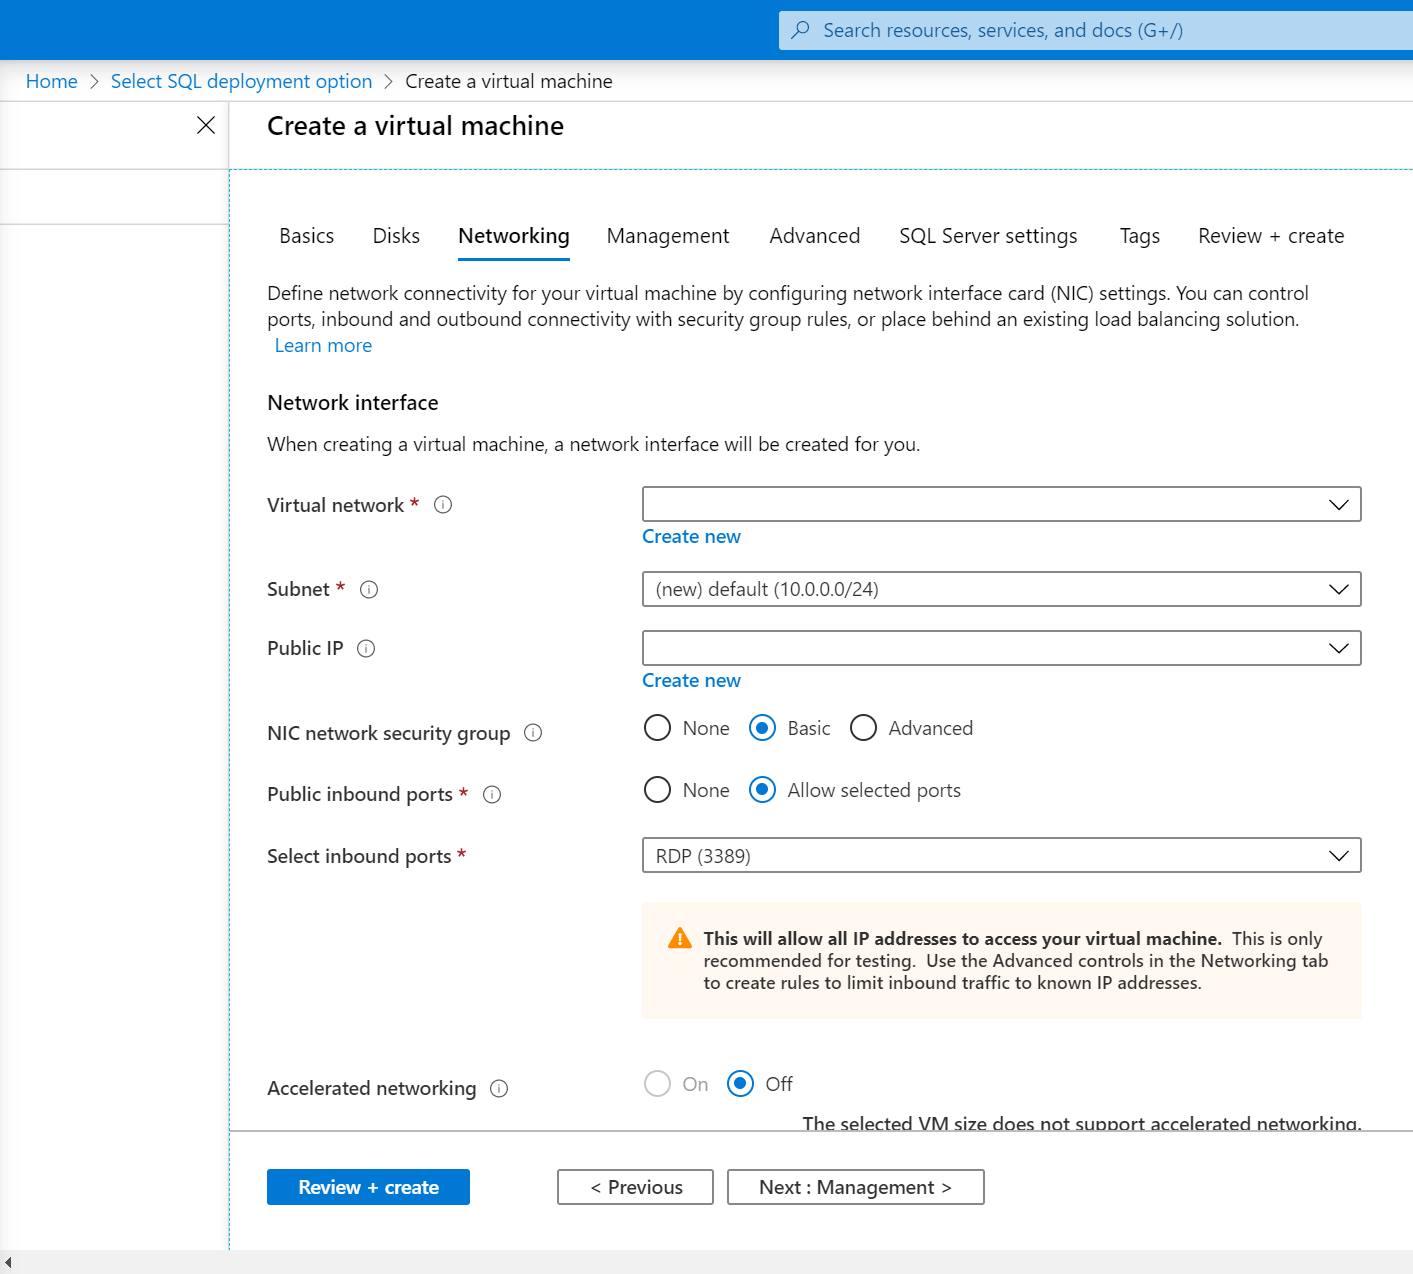 Search resources, services, and docs (G+/)
Home > Select SQL deployment option > Create a virtual machine
Create a virtual machine
Basics Disks Networking Management Advanced SQL Server settings Tags Review + create
Define network connectivity for your virtual machine by configuring network interface card (NIC) settings. You can control
ports, inbound and outbound connectivity with security group rules, or place behind an existing load balancing solution.
Learn more
Network interface
When creating a virtual machine, a network interface will be created for you.
Virtual network *
Create new
Subnet * (new) default (10.0.0.0/24)
Public IP
Create new
NIC network security group None Basic Advanced
Public inbound ports * None Allow selected ports
Select inbound ports * RDP (3389)
This will allow all IP addresses to access your virtual machine. This is only
recommended for testing. Use the Advanced controls in the Networking tab
to create rules to limit inbound traffic to known IP addresses.
Accelerated networking On Off
The selected VM size does not support accelerated networking.
Review + create < Previous Next : Management >